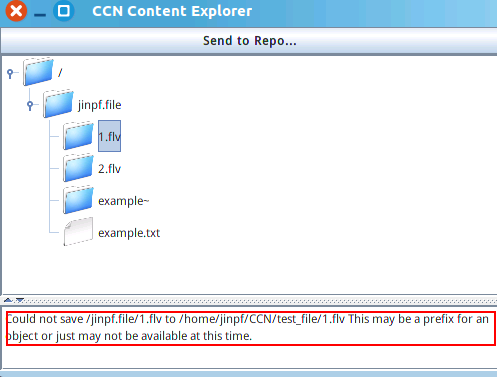 CCN Content Explorer
Send to Repo...
/
jinpf.file
1.flv
2.flv
example~
example.txt
Could not save /jinpf.file/1.flv to /home/jinpf/CCN/test_file/1.flv This may be a prefix for an
object or just may not be available at this time.